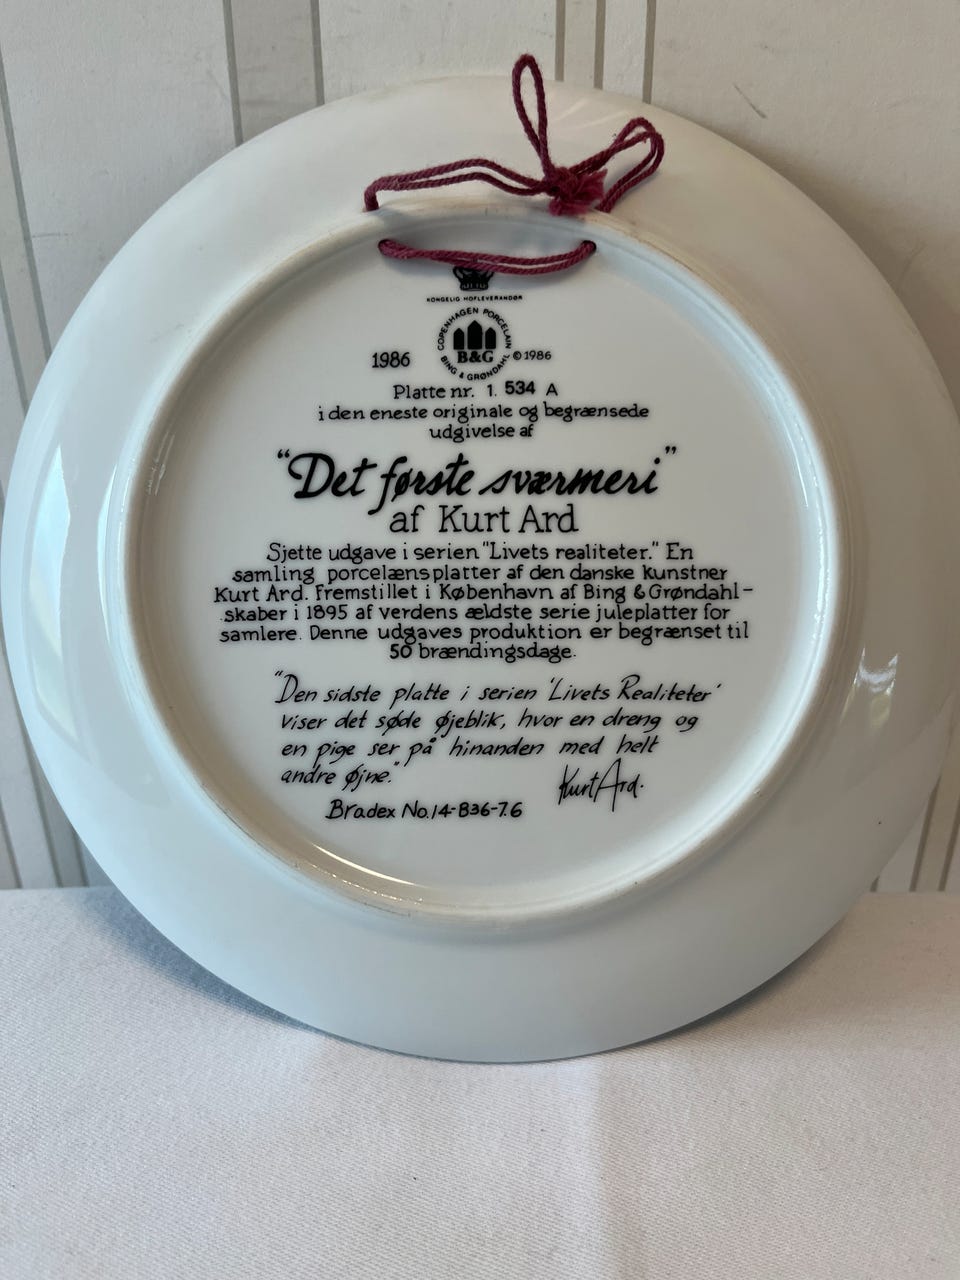 KONGELIG HOFLEVERANDØR
COPENHAGEN PORCELAIN
B&G
BING & GRØNDAHL
1986
© 1986
Platte nr. 1. 534 A
i den eneste originale og begrænsede
udgivelse af
"Det første sværmeri"
af Kurt Ard
Sjette udgave i serien "Livets realiteter." En
samling porcelænsplatter af den danske kunstner
Kurt Ard. Fremstillet i København af Bing & Grøndahl-
skaber i 1895 af verdens ældste serie juleplatter for
samlere. Denne udgaves produktion er begrænset til
50 brændingsdage.
"Den sidste platte i serien 'Livets Realiteter'
viser det søde øjeblik, hvor en dreng og
en pige ser på hinanden med helt
andre øjne."
Kurt Ard.
Bradex No. 14-B36-7.6